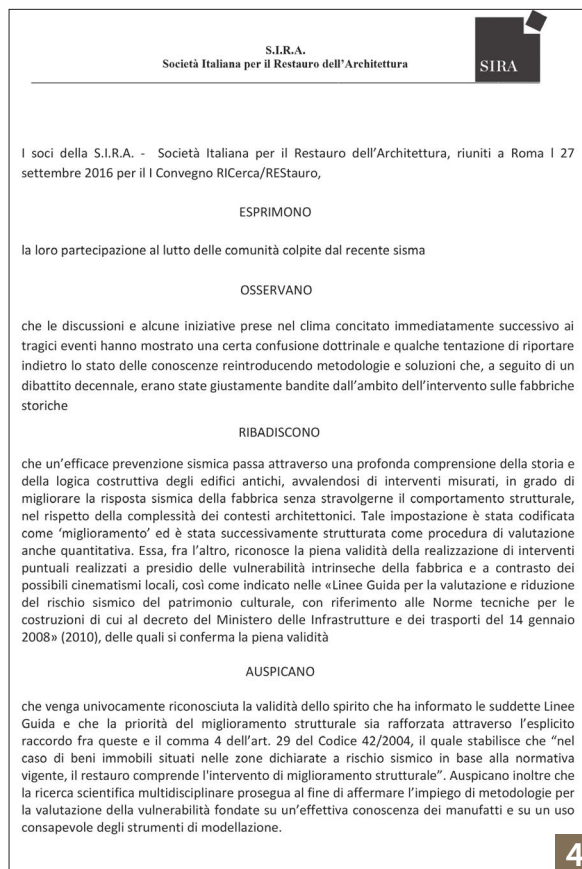 S.I.R.A.
Società Italiana per il Restauro dell'Architettura
SIRA
I soci della S.I.R.A. - Società Italiana per il Restauro dell'Architettura, riuniti a Roma l 27
settembre 2016 per il I Convegno RICerca/REStauro,
ESPRIMONO
la loro partecipazione al lutto delle comunità colpite dal recente sisma
OSSERVANO
che le discussioni e alcune iniziative prese nel clima concitato immediatamente successivo ai
tragici eventi hanno mostrato una certa confusione dottrinale e qualche tentazione di riportare
indietro lo stato delle conoscenze reintroducendo metodologie e soluzioni che, a seguito di un
dibattito decennale, erano state giustamente bandite dall'ambito dell'intervento sulle fabbriche
storiche
RIBADISCONO
che un'efficace prevenzione sismica passa attraverso una profonda comprensione della storia e
della logica costruttiva degli edifici antichi, avvalendosi di interventi misurati, in grado di
migliorare la risposta sismica della fabbrica senza stravolgerne il comportamento strutturale,
nel rispetto della complessità dei contesti architettonici. Tale impostazione è stata codificata
come 'miglioramento' ed è stata successivamente strutturata come procedura di valutazione
anche quantitativa. Essa, fra l'altro, riconosce la piena validità della realizzazione di interventi
puntuali realizzati a presidio delle vulnerabilità intrinseche della fabbrica e a contrasto dei
possibili cinematismi locali, così come indicato nelle «Linee Guida per la valutazione e riduzione
del rischio sismico del patrimonio culturale, con riferimento alle Norme tecniche per le
costruzioni di cui al decreto del Ministero delle Infrastrutture e dei trasporti del 14 gennaio
2008» (2010), delle quali si conferma la piena validità
AUSPICANO
che venga univocamente riconosciuta la validità dello spirito che ha informato le suddette Linee
Guida e che la priorità del miglioramento strutturale sia rafforzata attraverso l'esplicito
raccordo fra queste e il comma 4 dell'art. 29 del Codice 42/2004, il quale stabilisce che "nel
caso di beni immobili situati nelle zone dichiarate a rischio sismico in base alla normativa
vigente, il restauro comprende l'intervento di miglioramento strutturale". Auspicano inoltre che
la ricerca scientifica multidisciplinare prosegua al fine di affermare l'impiego di metodologie per
la valutazione della vulnerabilità fondate su un'effettiva conoscenza dei manufatti e su un uso
consapevole degli strumenti di modellazione.
4